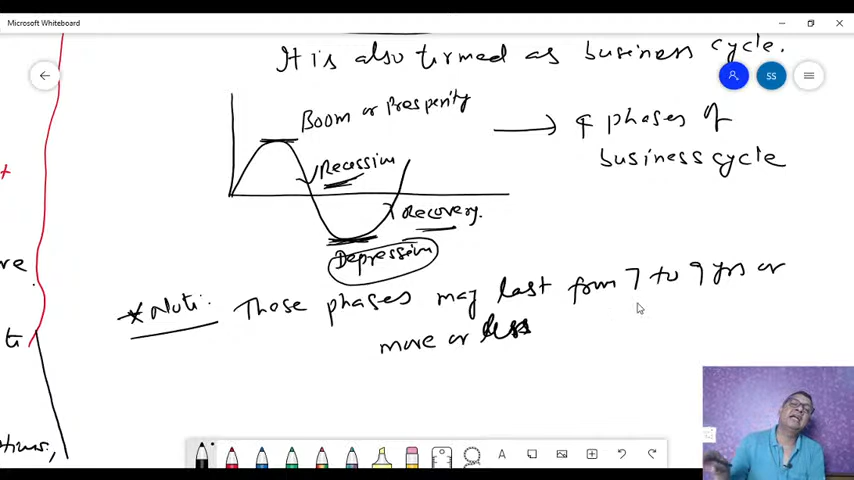 Microsoft Whiteboard
It is also termed as business cycle.
SS
Boom or Prosperity
4 phases of
business cycle
Recession
Recovery.
Depression
* Note: These phases may last from 7 to 9 yrs or
more or less